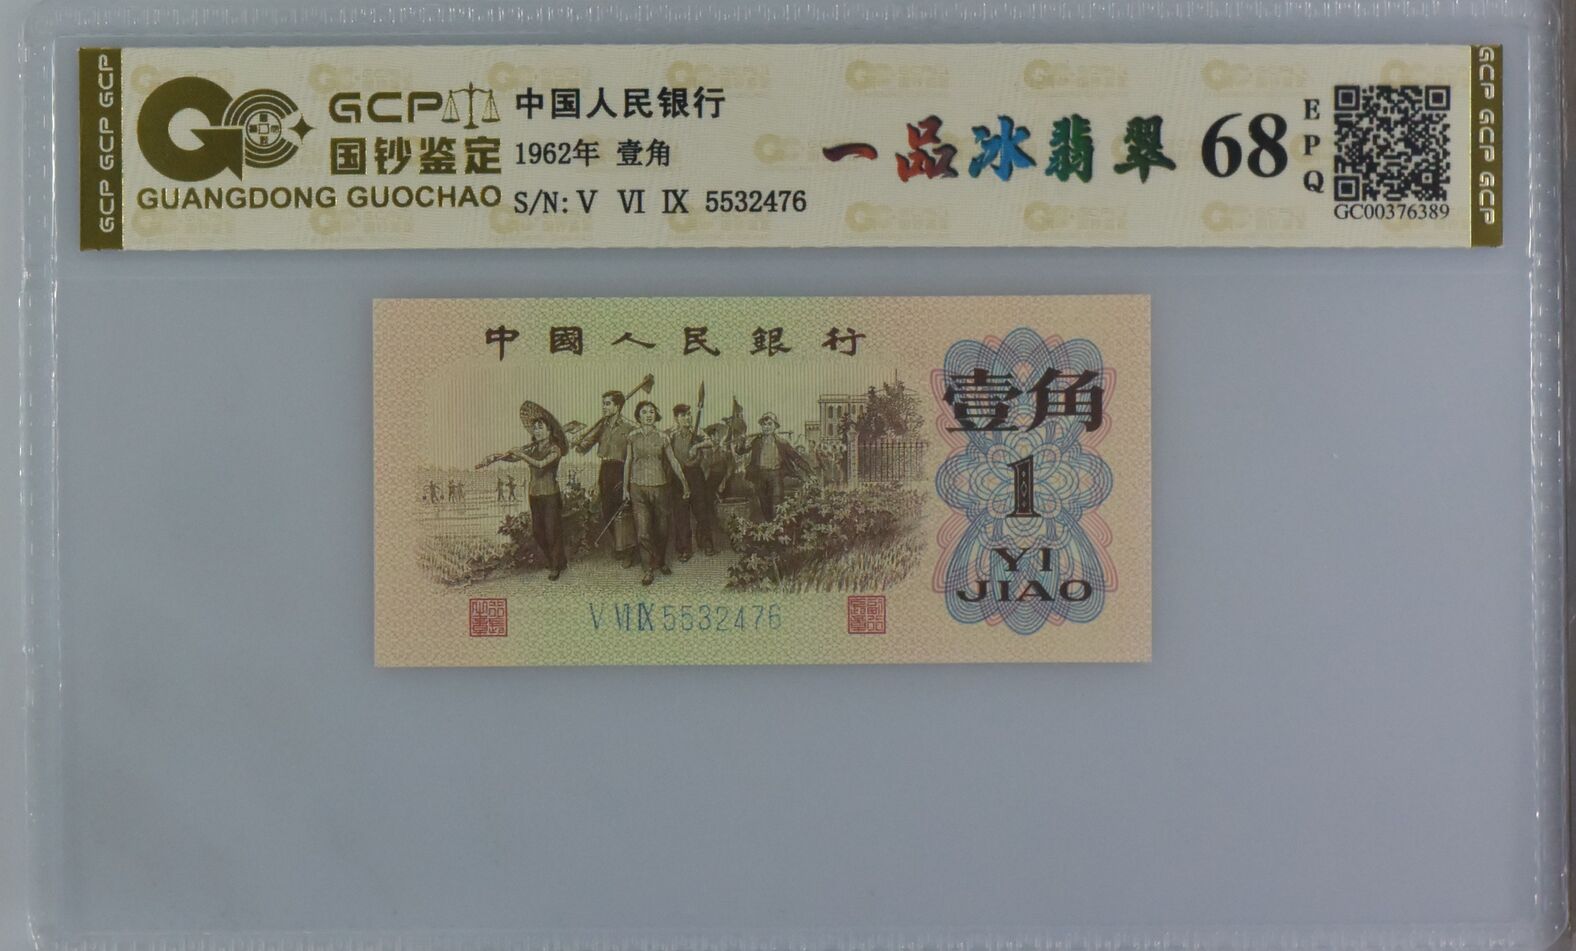 GCP GCP GCP
GCP
国钞鉴定
GUANGDONG GUOCHAO
中国人民银行
1962年 壹角
S/N: V VI IX 5532476
一品冰翡翠
68
EPQ
GC00376389
GCP GCP GCP
中國人民銀行
壹角
1
YI
JIAO
V VI IX 5532476